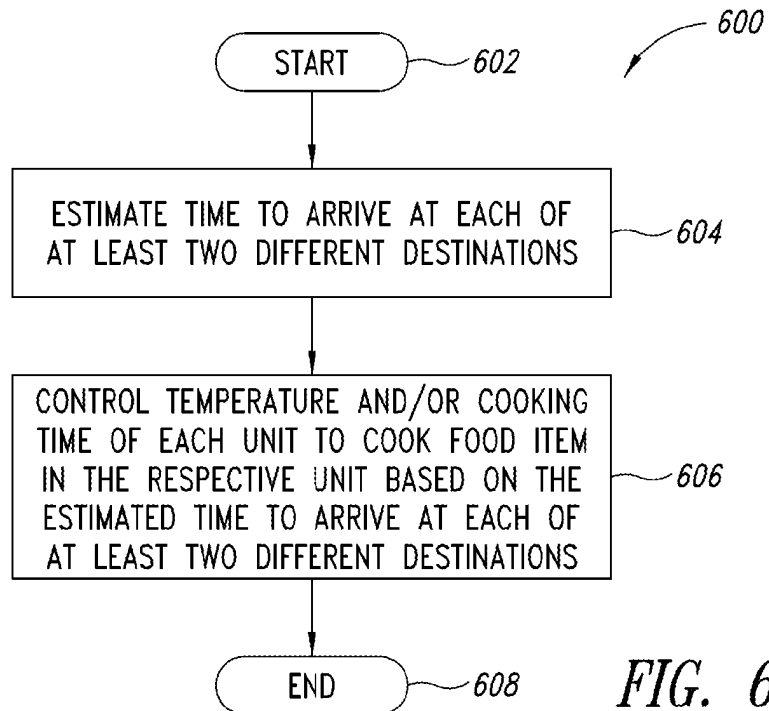 600
START
602
ESTIMATE TIME TO ARRIVE AT EACH OF
AT LEAST TWO DIFFERENT DESTINATIONS
604
CONTROL TEMPERATURE AND/OR COOKING
TIME OF EACH UNIT TO COOK FOOD ITEM
IN THE RESPECTIVE UNIT BASED ON THE
ESTIMATED TIME TO ARRIVE AT EACH OF
AT LEAST TWO DIFFERENT DESTINATIONS
606
END
608
FIG. 6